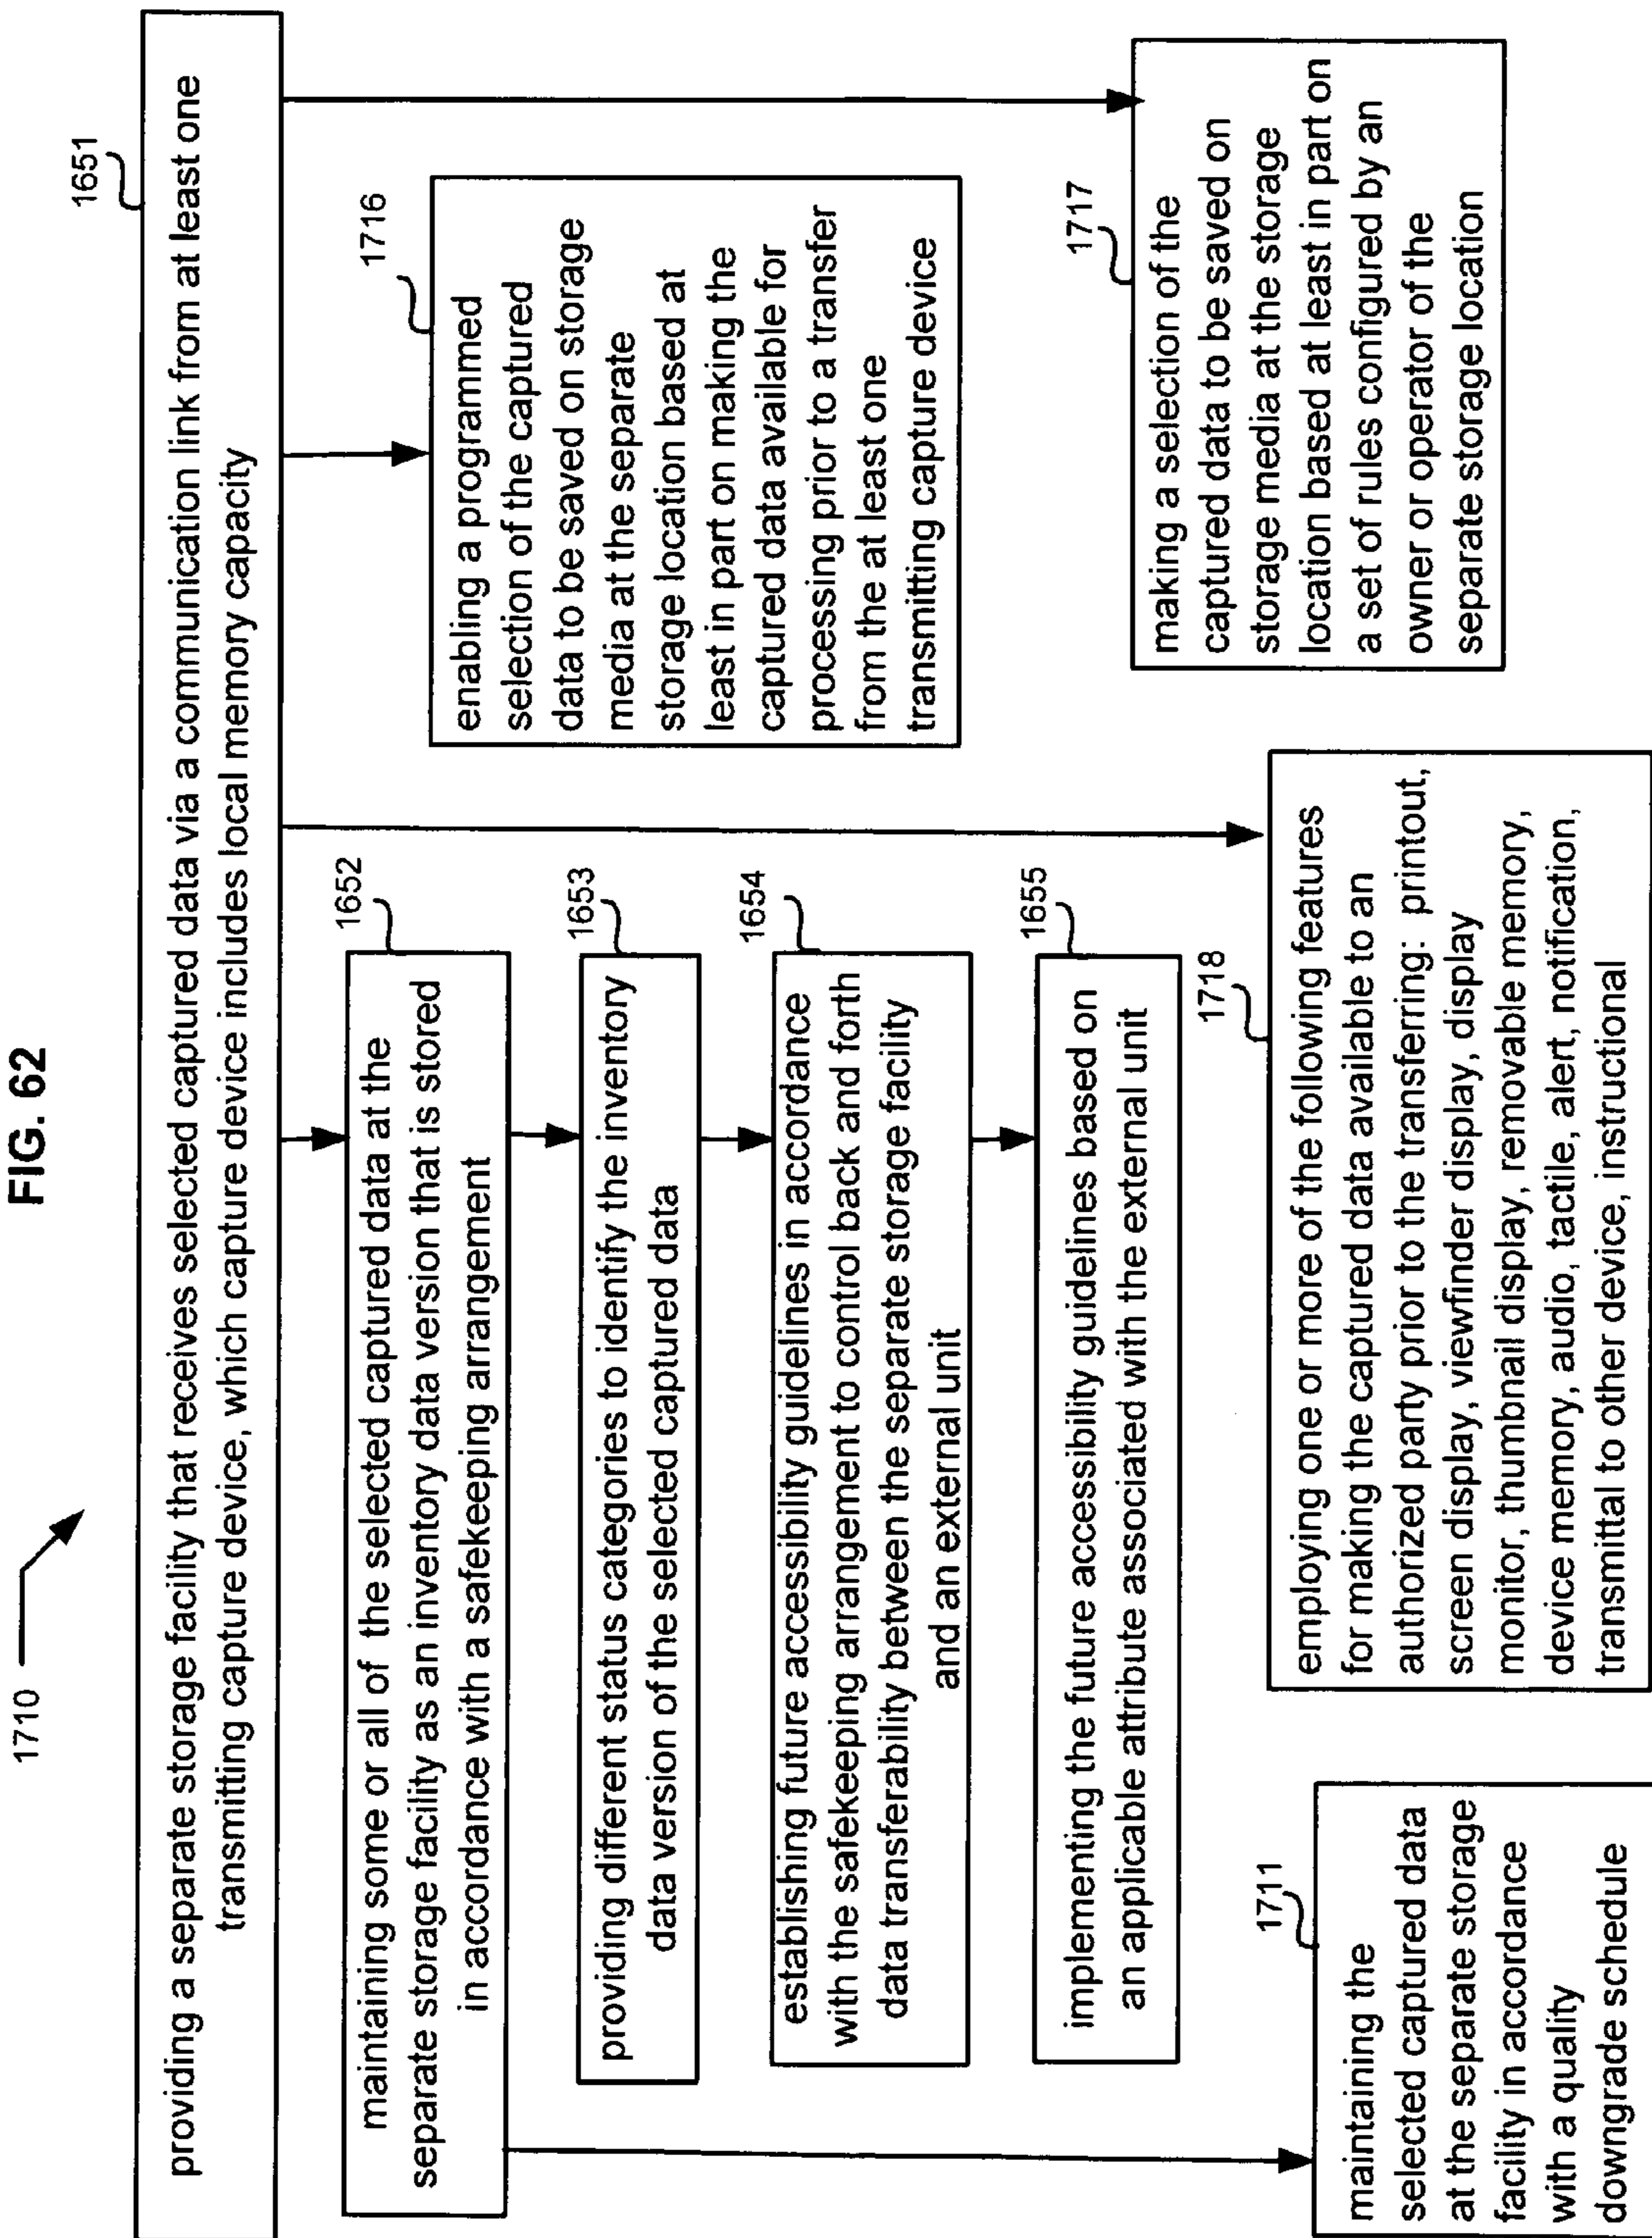 FIG. 62
1710
1651
providing a separate storage facility that receives selected captured data via a communication link from at least one
transmitting capture device, which capture device includes local memory capacity
1652
maintaining some or all of the selected captured data at the
separate storage facility as an inventory data version that is stored
in accordance with a safekeeping arrangement
1653
providing different status categories to identify the inventory
data version of the selected captured data
1654
establishing future accessibility guidelines in accordance
with the safekeeping arrangement to control back and forth
data transferability between the separate storage facility
and an external unit
1655
implementing the future accessibility guidelines based on
an applicable attribute associated with the external unit
1716
enabling a programmed
selection of the captured
data to be saved on storage
media at the separate
storage location based at
least in part on making the
captured data available for
processing prior to a transfer
from the at least one
transmitting capture device
1711
maintaining the
selected captured data
at the separate storage
facility in accordance
with a quality
downgrade schedule
1718
employing one or more of the following features
for making the captured data available to an
authorized party prior to the transferring: printout,
screen display, viewfinder display, display
monitor, thumbnail display, removable memory,
device memory, audio, tactile, alert, notification,
transmittal to other device, instructional
1717
making a selection of the
captured data to be saved on
storage media at the storage
location based at least in part on
a set of rules configured by an
owner or operator of the
separate storage location